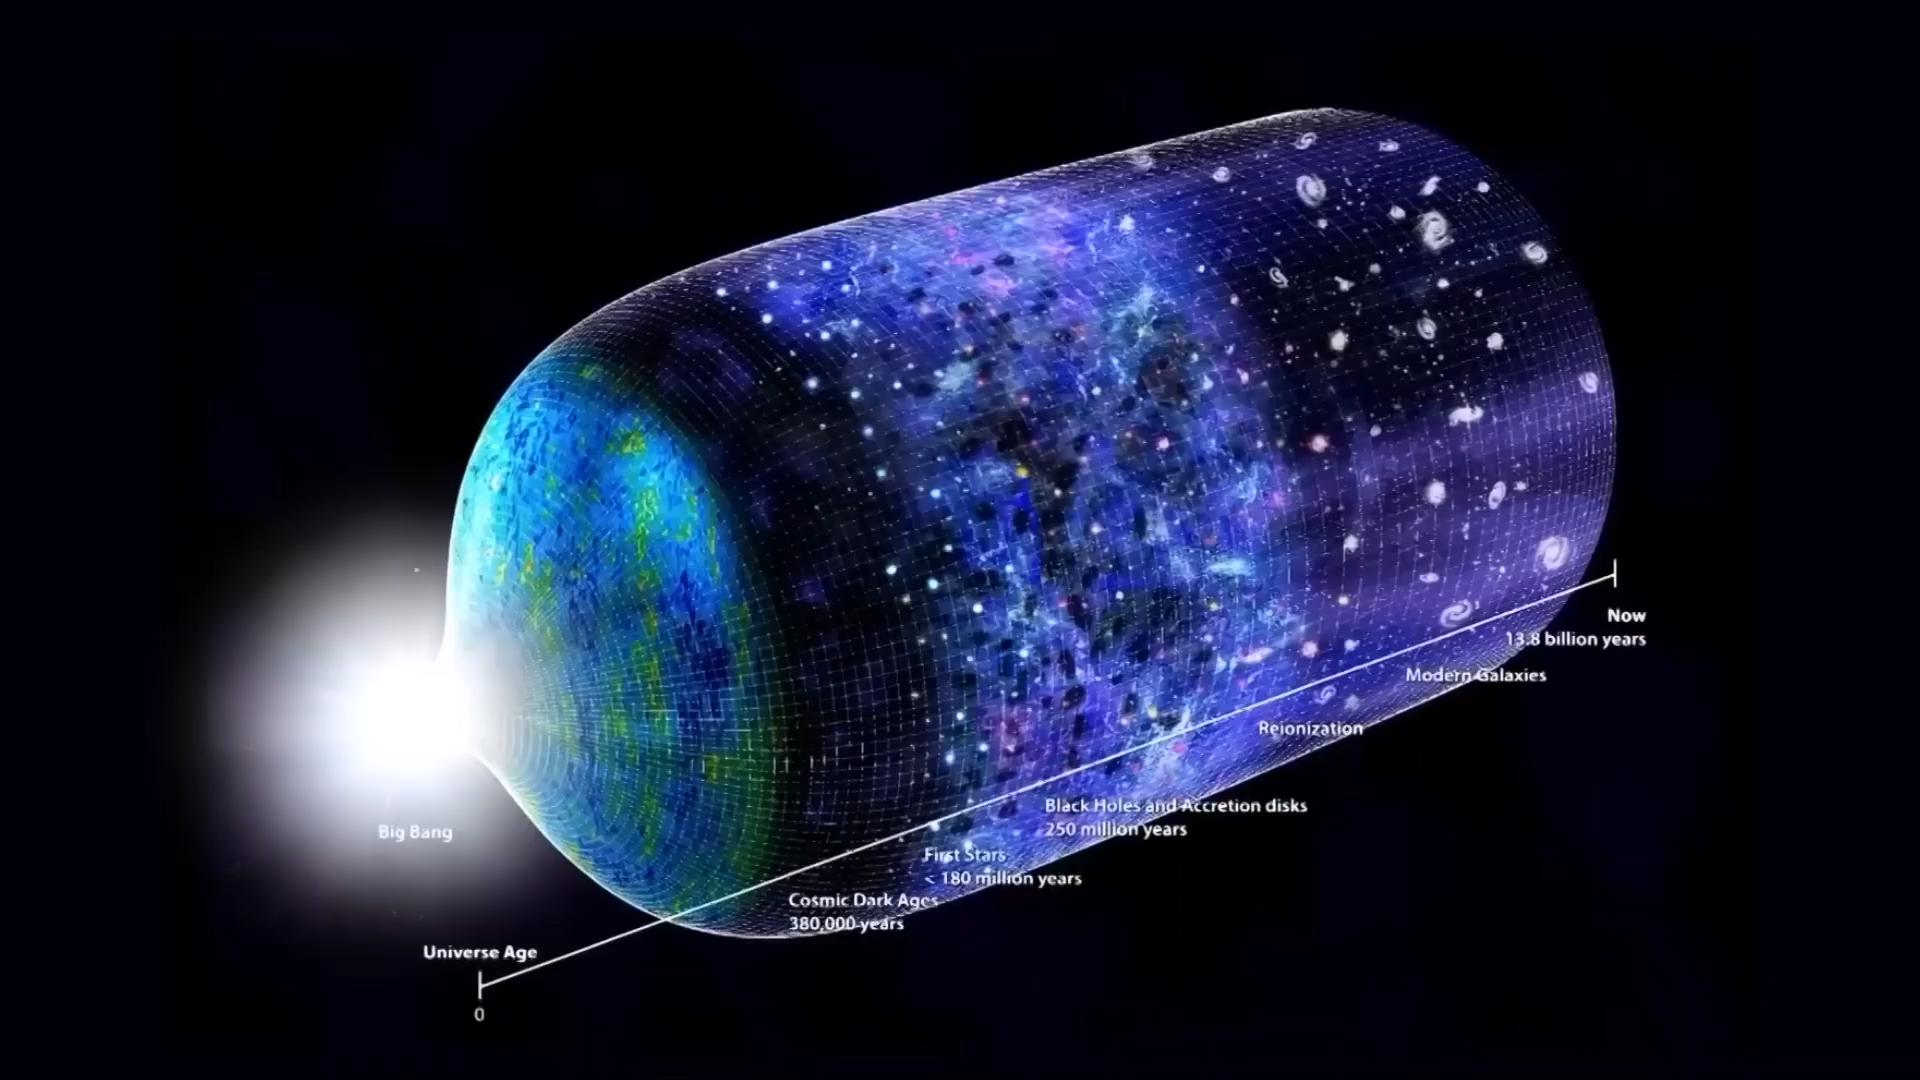 Big Bang
Universe Age
0
Cosmic Dark Ages
380,000 years
First Stars
< 180 million years
Black Holes and Accretion disks
250 million years
Reionization
Modern Galaxies
Now
13.8 billion years